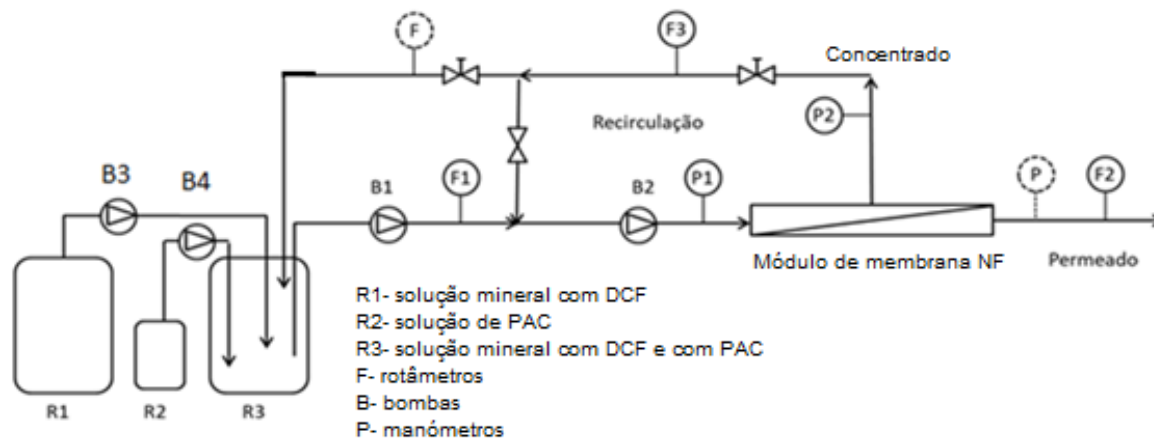 F
F3
Concentrado
P2
Recirculação
B3
B4
B1
F1
B2
P1
P
F2
Módulo de membrana NF
Permeado
R1- solução mineral com DCF
R2- solução de PAC
R3- solução mineral com DCF e com PAC
F- rotâmetros
B- bombas
P- manómetros
R1
R2
R3